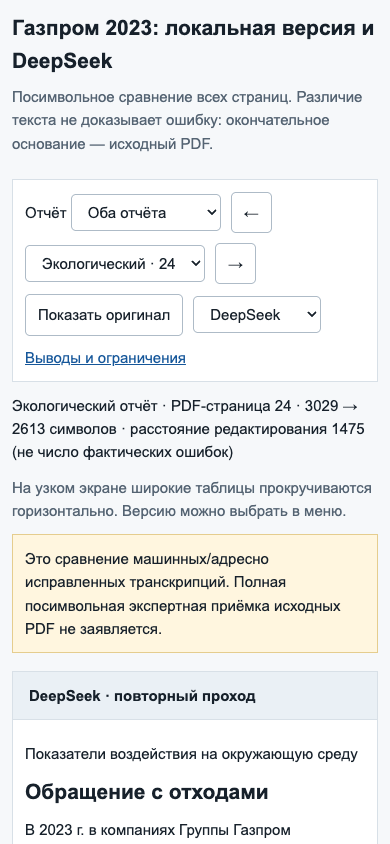 Газпром 2023: локальная версия и
DeepSeek
Посимвольное сравнение всех страниц. Различие
текста не доказывает ошибку: окончательное
основание — исходный PDF.
Отчёт Оба отчёта ←
Экологический · 24 →
Показать оригинал DeepSeek
Выводы и ограничения
Экологический отчёт · PDF-страница 24 · 3029 →
2613 символов · расстояние редактирования 1475
(не число фактических ошибок)
На узком экране широкие таблицы прокручиваются
горизонтально. Версию можно выбрать в меню.
Это сравнение машинных/адресно
исправленных транскрипций. Полная
посимвольная экспертная приёмка исходных
PDF не заявляется.
DeepSeek · повторный проход
Показатели воздействия на окружающую среду
Обращение с отходами
В 2023 г. в компаниях Группы Газпром